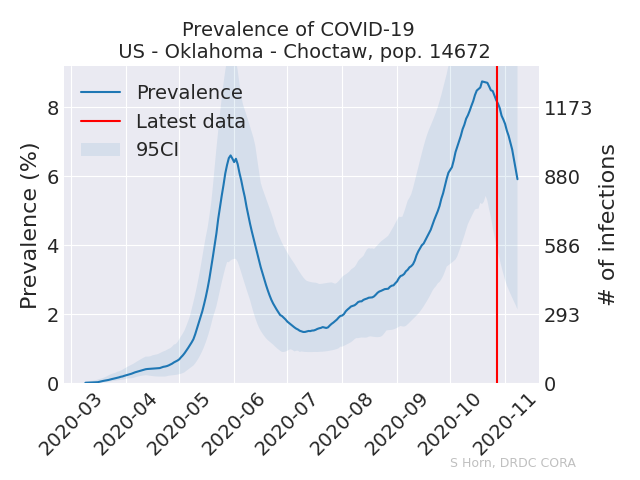 Prevalence of COVID-19
US - Oklahoma - Choctaw, pop. 14672
Prevalence
Latest data
95CI
Prevalence (%)
8
6
4
2
0
1173
880
586
293
0
# of infections
2020-03
2020-04
2020-05
2020-06
2020-07
2020-08
2020-09
2020-10
2020-11
S Horn, DRDC CORA